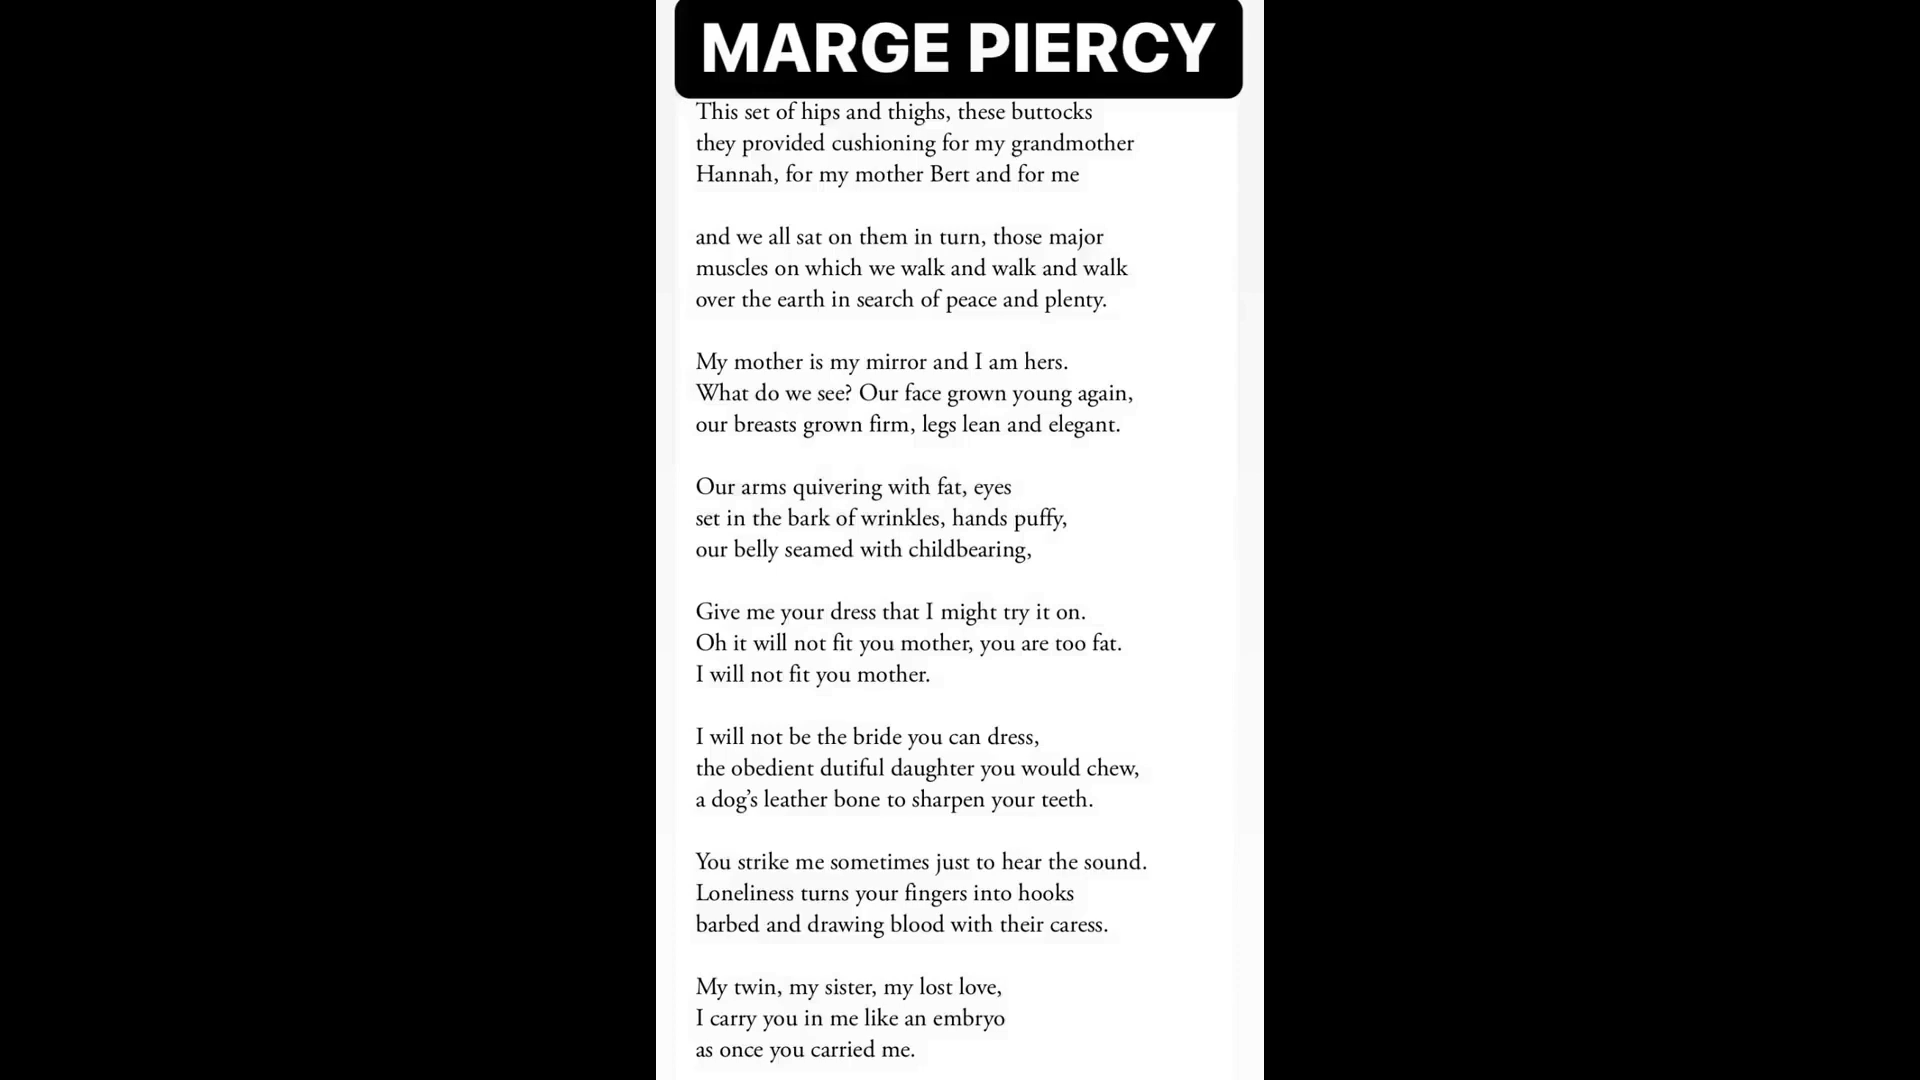 MARGE PIERCY
This set of hips and thighs, these buttocks
they provided cushioning for my grandmother
Hannah, for my mother Bert and for me
and we all sat on them in turn, those major
muscles on which we walk and walk and walk
over the earth in search of peace and plenty.
My mother is my mirror and I am hers.
What do we see? Our face grown young again,
our breasts grown firm, legs lean and elegant.
Our arms quivering with fat, eyes
set in the bark of wrinkles, hands puffy,
our belly seamed with childbearing,
Give me your dress that I might try it on.
Oh it will not fit you mother, you are too fat.
I will not fit you mother.
I will not be the bride you can dress,
the obedient dutiful daughter you would chew,
a dog’s leather bone to sharpen your teeth.
You strike me sometimes just to hear the sound.
Loneliness turns your fingers into hooks
barbed and drawing blood with their caress.
My twin, my sister, my lost love,
I carry you in me like an embryo
as once you carried me.